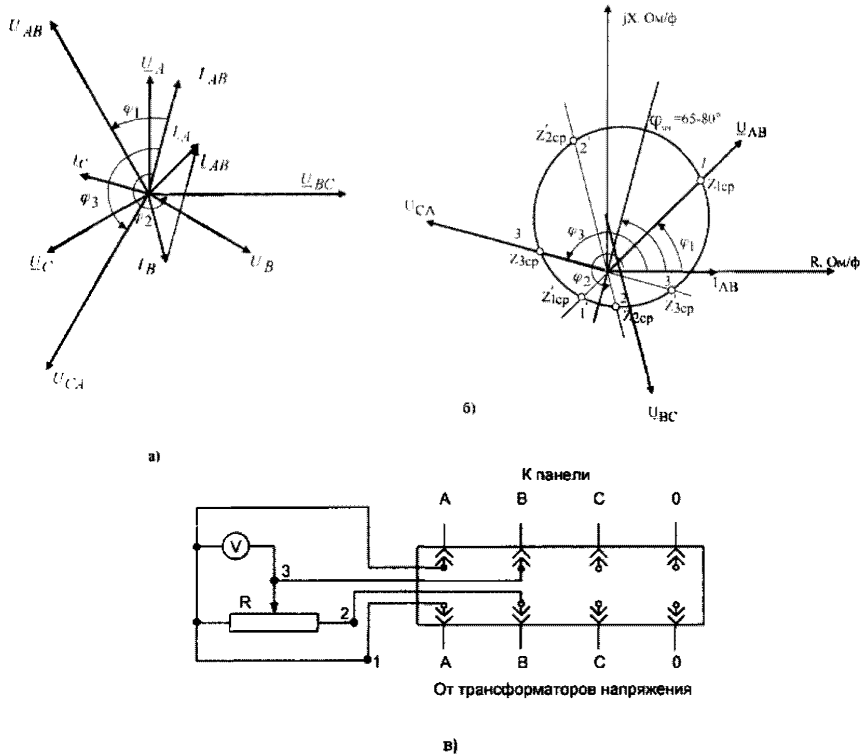 U_AB
U_A
I_AB
φ1
I_A
I_AB
I_C
U_BC
φ3
φ2
U_C
I_B
U_B
U_CA
а)
jX. Ом/ф
φмч =65-80°
Z'2ср
2'
U_AB
1
Z1ср
U_CA
3
Z3ср
φ3
φ1
R. Ом/ф
φ2
I_AB
Z'1ср
1'
2
Z2ср
3'
Z'3ср
U_BC
б)
К панели
А В С 0
V
3
R
2
1
А В С 0
От трансформаторов напряжения
в)